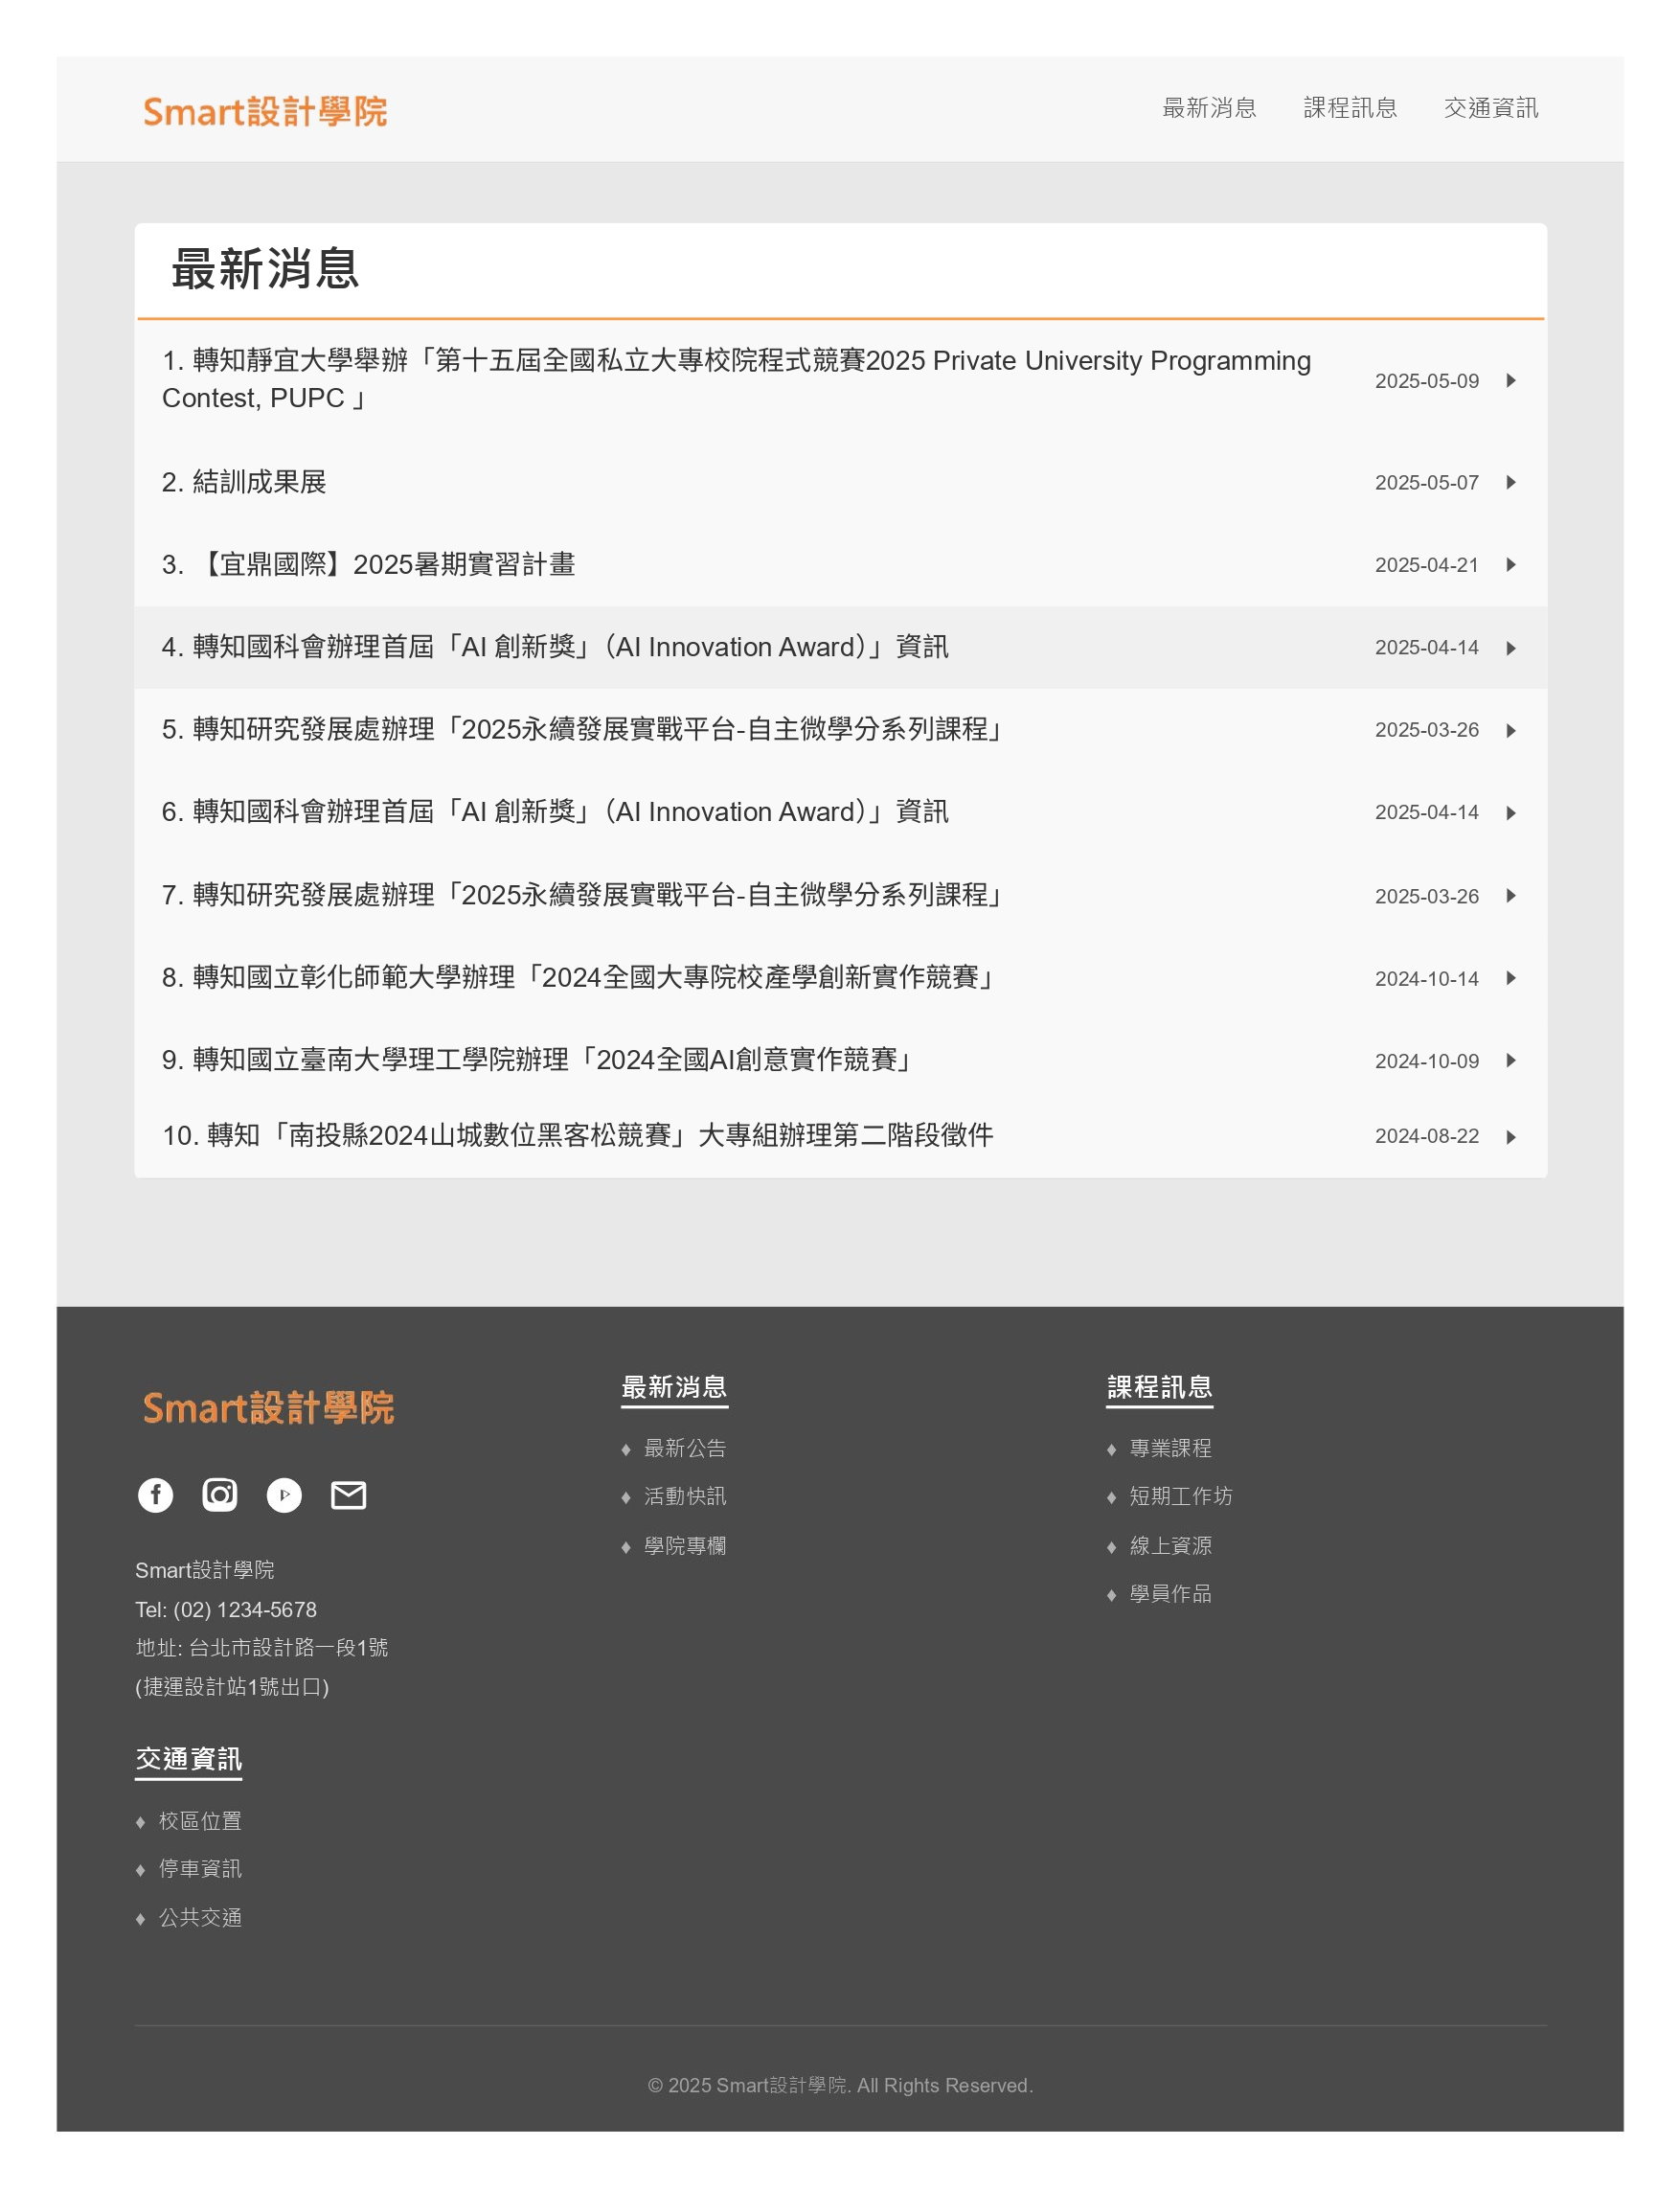 Smart設計學院
最新消息 課程訊息 交通資訊
最新消息
1. 轉知靜宜大學舉辦「第十五屆全國私立大專校院程式競賽2025 Private University Programming
Contest, PUPC 」
2025-05-09
2. 結訓成果展 2025-05-07
3. 【宜鼎國際】2025暑期實習計畫 2025-04-21
4. 轉知國科會辦理首屆「AI 創新獎」（AI Innovation Award）」資訊 2025-04-14
5. 轉知研究發展處辦理「2025永續發展實戰平台-自主微學分系列課程」 2025-03-26
6. 轉知國科會辦理首屆「AI 創新獎」（AI Innovation Award）」資訊 2025-04-14
7. 轉知研究發展處辦理「2025永續發展實戰平台-自主微學分系列課程」 2025-03-26
8. 轉知國立彰化師範大學辦理「2024全國大專院校產學創新實作競賽」 2024-10-14
9. 轉知國立臺南大學理工學院辦理「2024全國AI創意實作競賽」 2024-10-09
10. 轉知「南投縣2024山城數位黑客松競賽」大專組辦理第二階段徵件 2024-08-22
Smart設計學院
Smart設計學院
Tel: (02) 1234-5678
地址: 台北市設計路一段1號
(捷運設計站1號出口)
最新消息
♦ 最新公告
♦ 活動快訊
♦ 學院專欄
課程訊息
♦ 專業課程
♦ 短期工作坊
♦ 線上資源
♦ 學員作品
交通資訊
♦ 校區位置
♦ 停車資訊
♦ 公共交通
© 2025 Smart設計學院. All Rights Reserved.